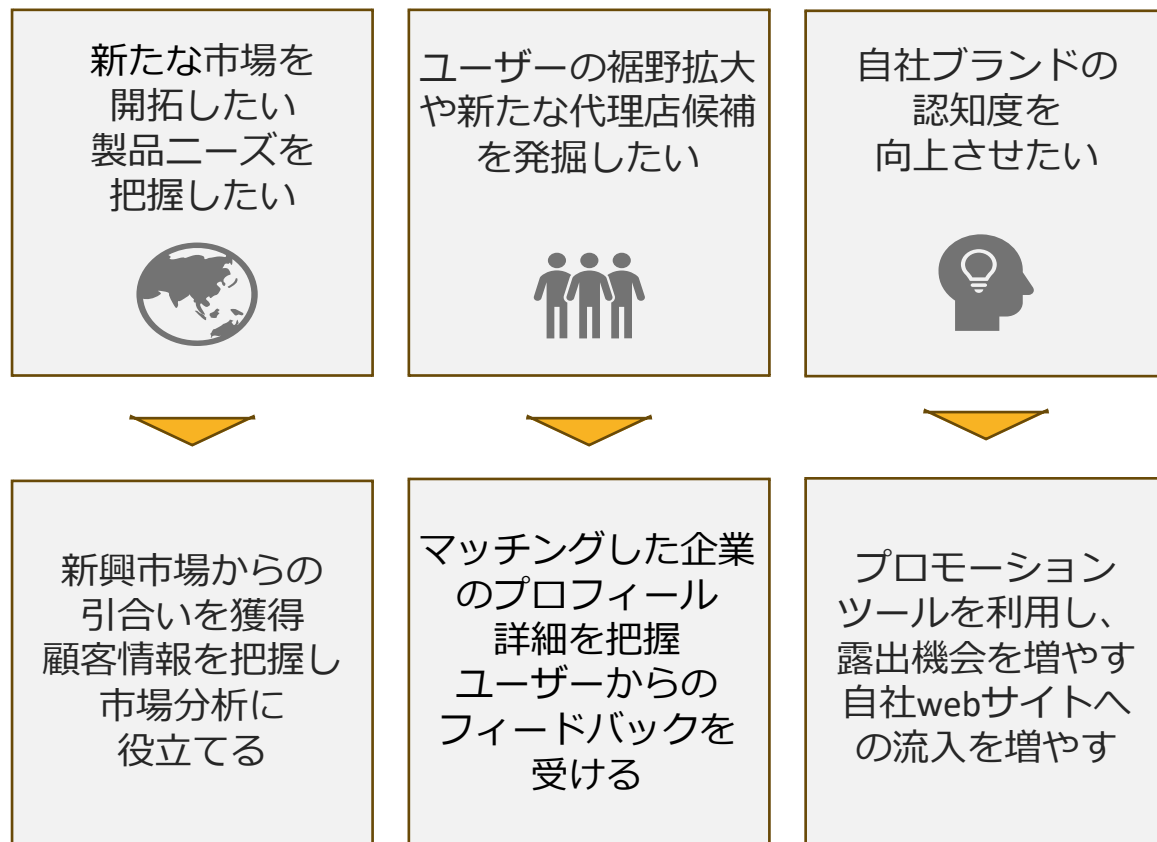 新たな市場を
開拓したい
製品ニーズを
把握したい
ユーザーの裾野拡大
や新たな代理店候補
を発掘したい
自社ブランドの
認知度を
向上させたい
新興市場からの
引合いを獲得
顧客情報を把握し
市場分析に
役立てる
マッチングした企業
のプロフィール
詳細を把握
ユーザーからの
フィードバックを
受ける
プロモーション
ツールを利用し、
露出機会を増やす
自社webサイトへ
の流入を増やす